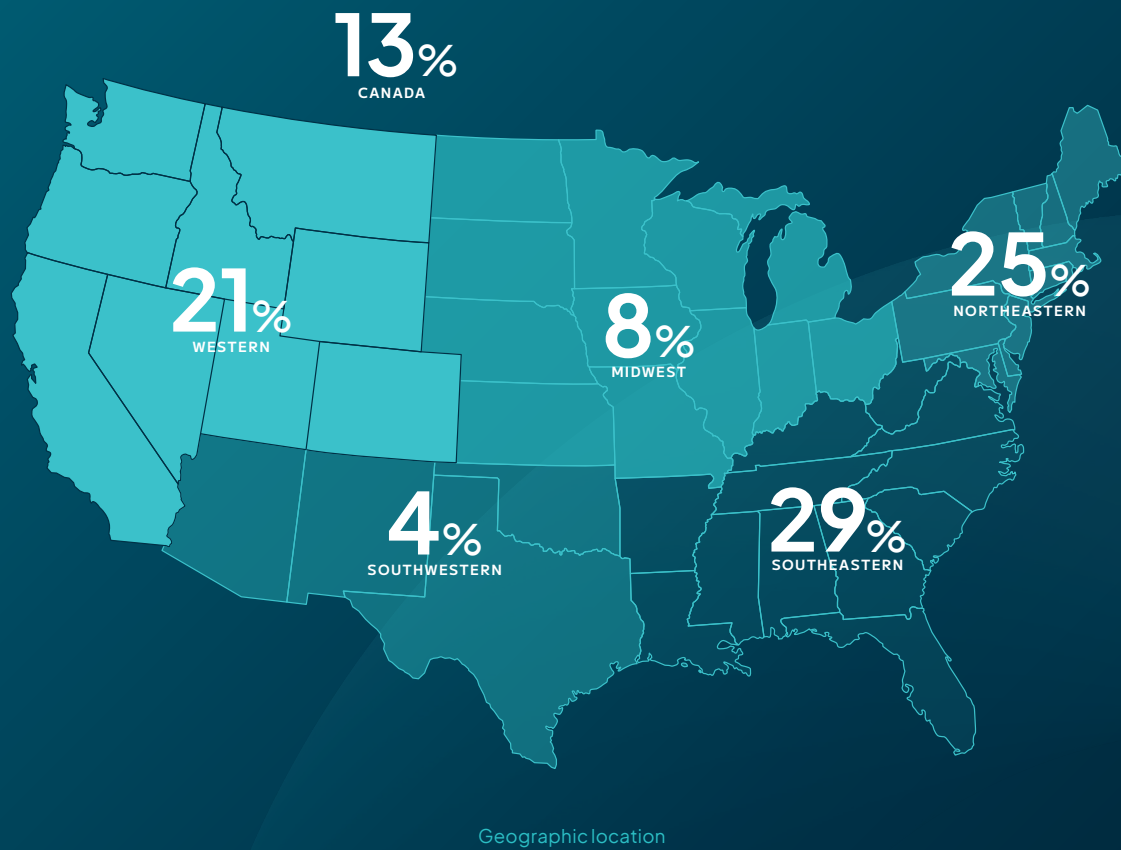 13%
CANADA
25%
NORTHEASTERN
21%
WESTERN
8%
MIDWEST
4%
SOUTHWESTERN
29%
SOUTHEASTERN
Geographic location